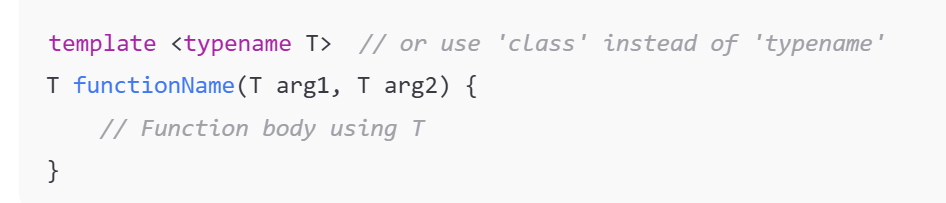 template <typename T>  // or use 'class' instead of 'typename'
T functionName(T arg1, T arg2) {
    // Function body using T
}